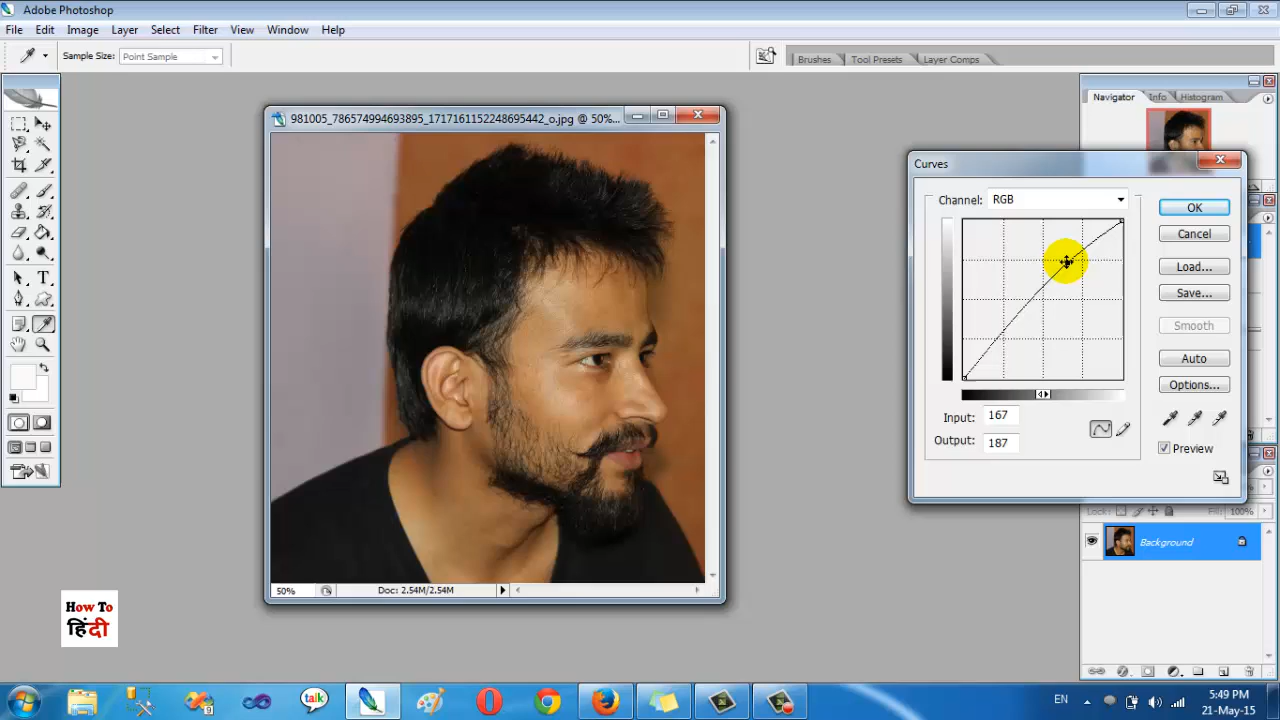 Adobe Photoshop
File Edit Image Layer Select Filter View Window Help
Sample Size: Point Sample
Brushes Tool Presets Layer Comps
Navigator Info Histogram
Curves
Channel: RGB
OK
Cancel
Load...
Save...
Smooth
Auto
Options...
Input: 167
Output: 187
Preview
Lock: Fill: 100%
Background
50% Doc: 2.54M/2.54M
How To
हिंदी
talk
EN
5:49 PM
21-May-15